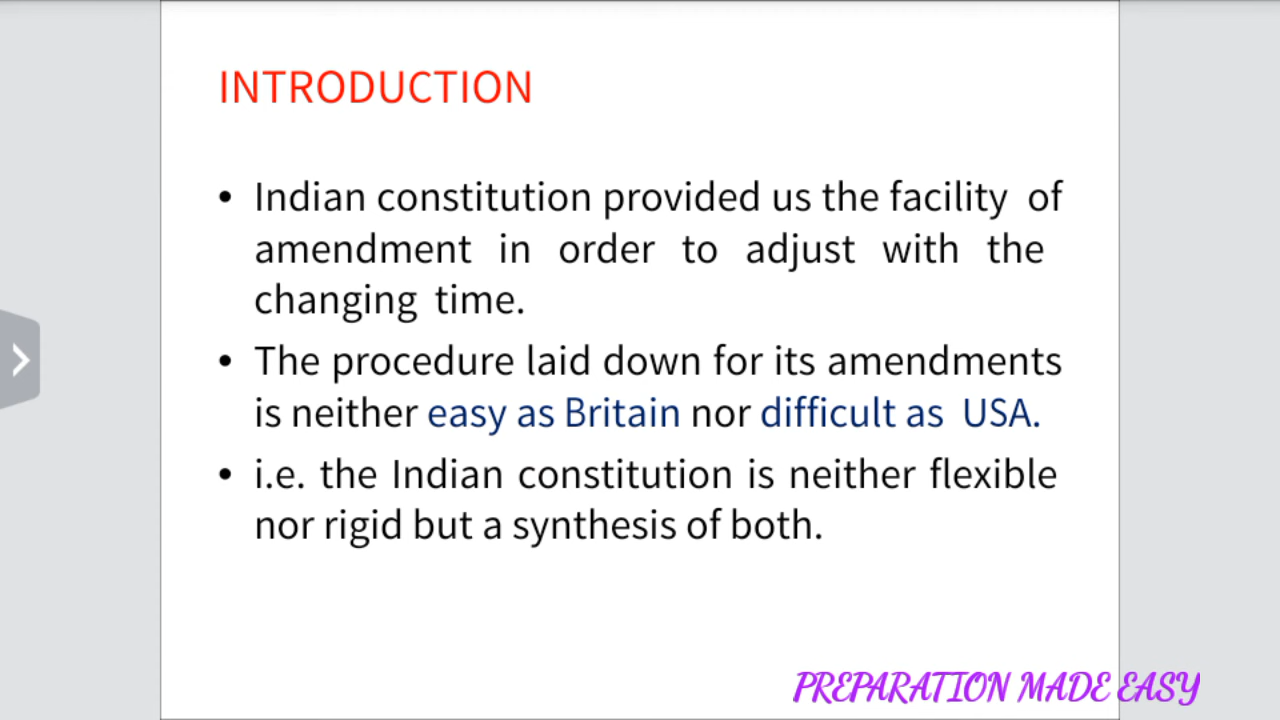 INTRODUCTION
• Indian constitution provided us the facility of
amendment in order to adjust with the
changing time.
• The procedure laid down for its amendments
is neither easy as Britain nor difficult as USA.
• i.e. the Indian constitution is neither flexible
nor rigid but a synthesis of both.
PREPARATION MADE EASY